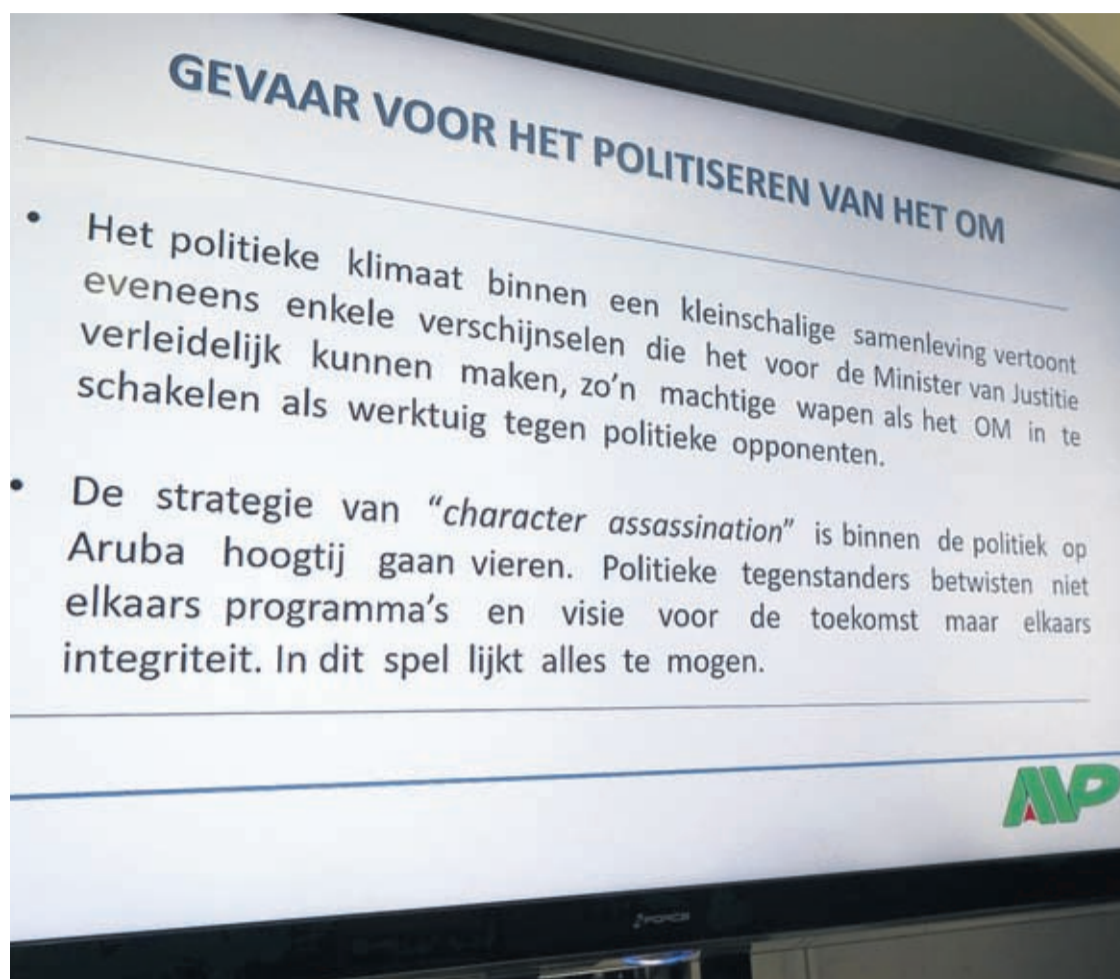 GEVAAR VOOR HET POLITISEREN VAN HET OM
• Het politieke klimaat binnen een kleinschalige samenleving vertoont
eveneens enkele verschijnselen die het voor de Minister van Justitie
verleidelijk kunnen maken, zo'n machtige wapen als het OM in te
schakelen als werktuig tegen politieke opponenten.
• De strategie van "character assassination" is binnen de politiek op
Aruba hoogtij gaan vieren. Politieke tegenstanders betwisten niet
elkaars programma's en visie voor de toekomst maar elkaars
integriteit. In dit spel lijkt alles te mogen.
AVP